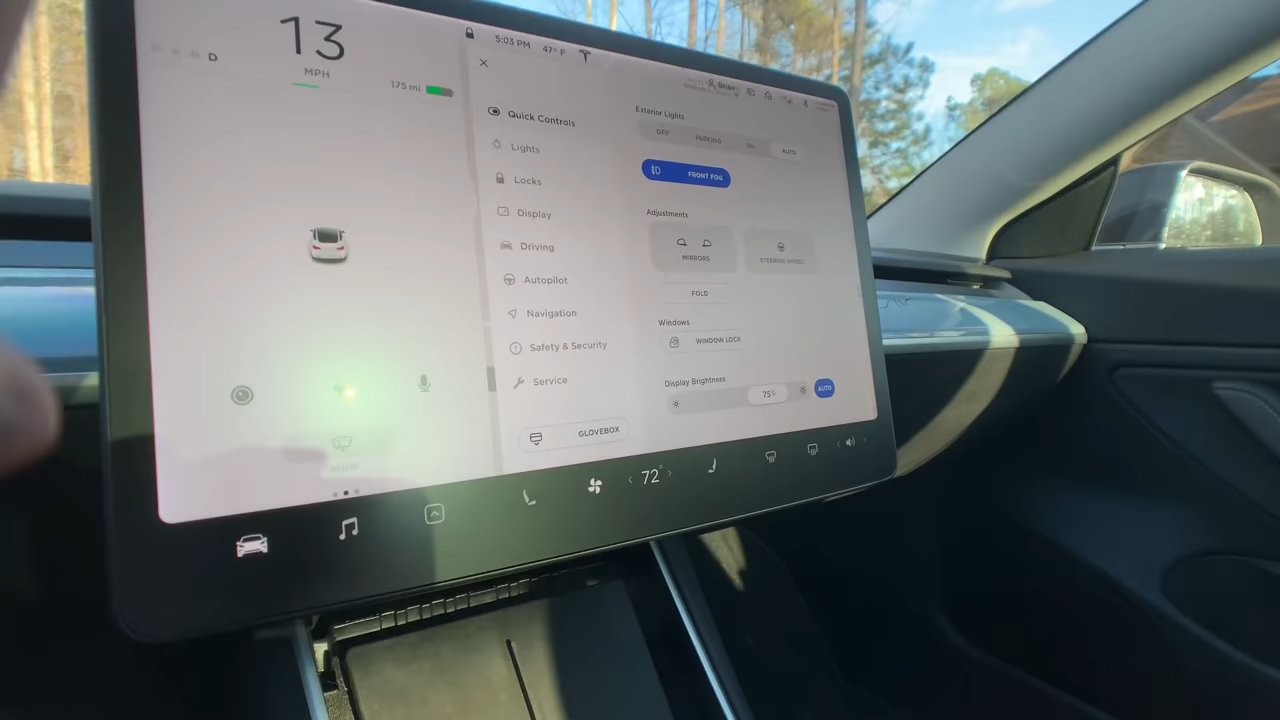 13
MPH
D
175 mi
5:03 PM 47° F
Brian
Quick Controls
Lights
Locks
Display
Driving
Autopilot
Navigation
Safety & Security
Service
GLOVEBOX
Exterior Lights
OFF PARKING ON AUTO
FRONT FOG
Adjustments
MIRRORS STEERING WHEEL
FOLD
Windows
WINDOW LOCK
Display Brightness
75% AUTO
72°